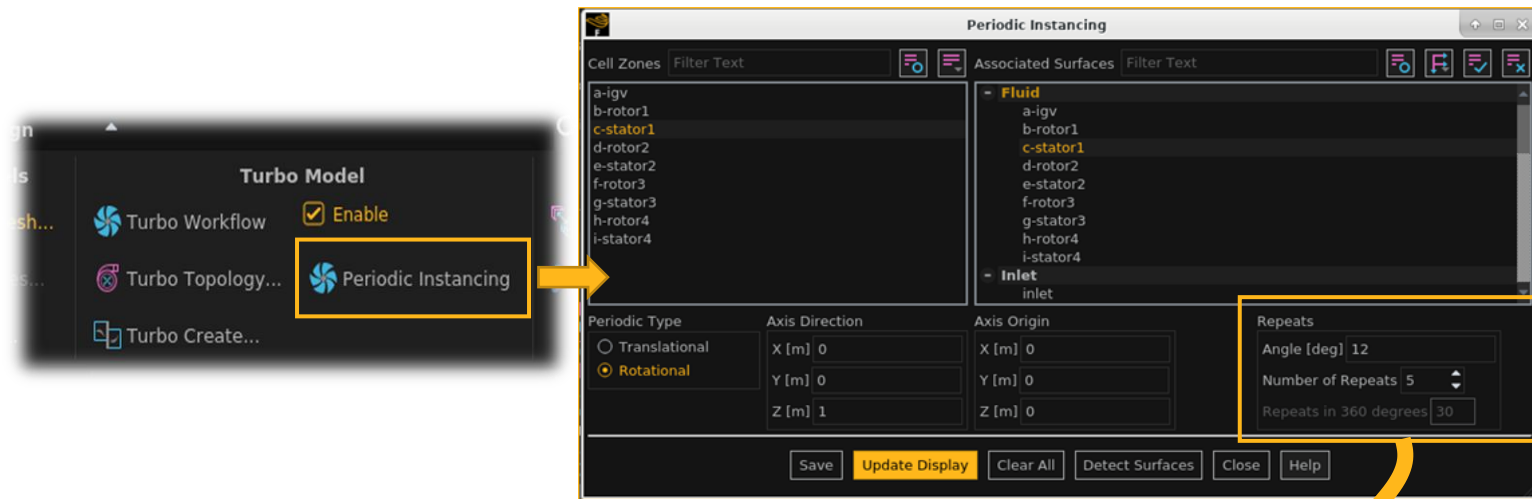 Periodic Instancing
Cell Zones Filter Text
Associated Surfaces Filter Text
a-igv
b-rotor1
c-stator1
d-rotor2
e-stator2
f-rotor3
g-stator3
h-rotor4
i-stator4
- Fluid
a-igv
b-rotor1
c-stator1
d-rotor2
e-stator2
f-rotor3
g-stator3
h-rotor4
i-stator4
- Inlet
inlet
Turbo Model
Turbo Workflow
Enable
Turbo Topology...
Periodic Instancing
Turbo Create...
Periodic Type
Translational
Rotational
Axis Direction
X [m] 0
Y [m] 0
Z [m] 1
Axis Origin
X [m] 0
Y [m] 0
Z [m] 0
Repeats
Angle [deg] 12
Number of Repeats 5
Repeats in 360 degrees 30
Save
Update Display
Clear All
Detect Surfaces
Close
Help